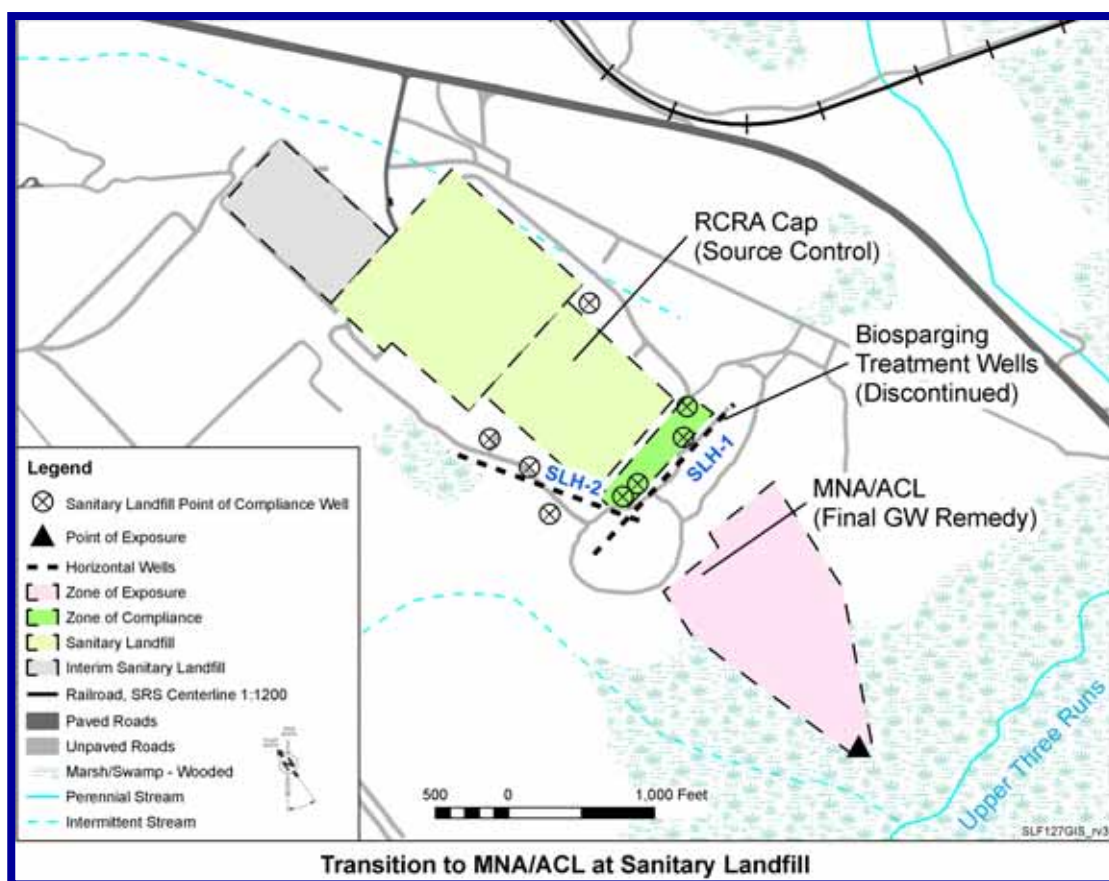 RCRA Cap
(Source Control)
Biosparging
Treatment Wells
(Discontinued)
SLH-1
SLH-2
MNA/ACL
(Final GW Remedy)
Upper Three Runs
Legend
Sanitary Landfill Point of Compliance Well
Point of Exposure
Horizontal Wells
Zone of Exposure
Zone of Compliance
Sanitary Landfill
Interim Sanitary Landfill
Railroad, SRS Centerline 1:1200
Paved Roads
Unpaved Roads
Marsh/Swamp - Wooded
Perennial Stream
Intermittent Stream
500 0 1,000 Feet
SLF127GIS_rv3
Transition to MNA/ACL at Sanitary Landfill